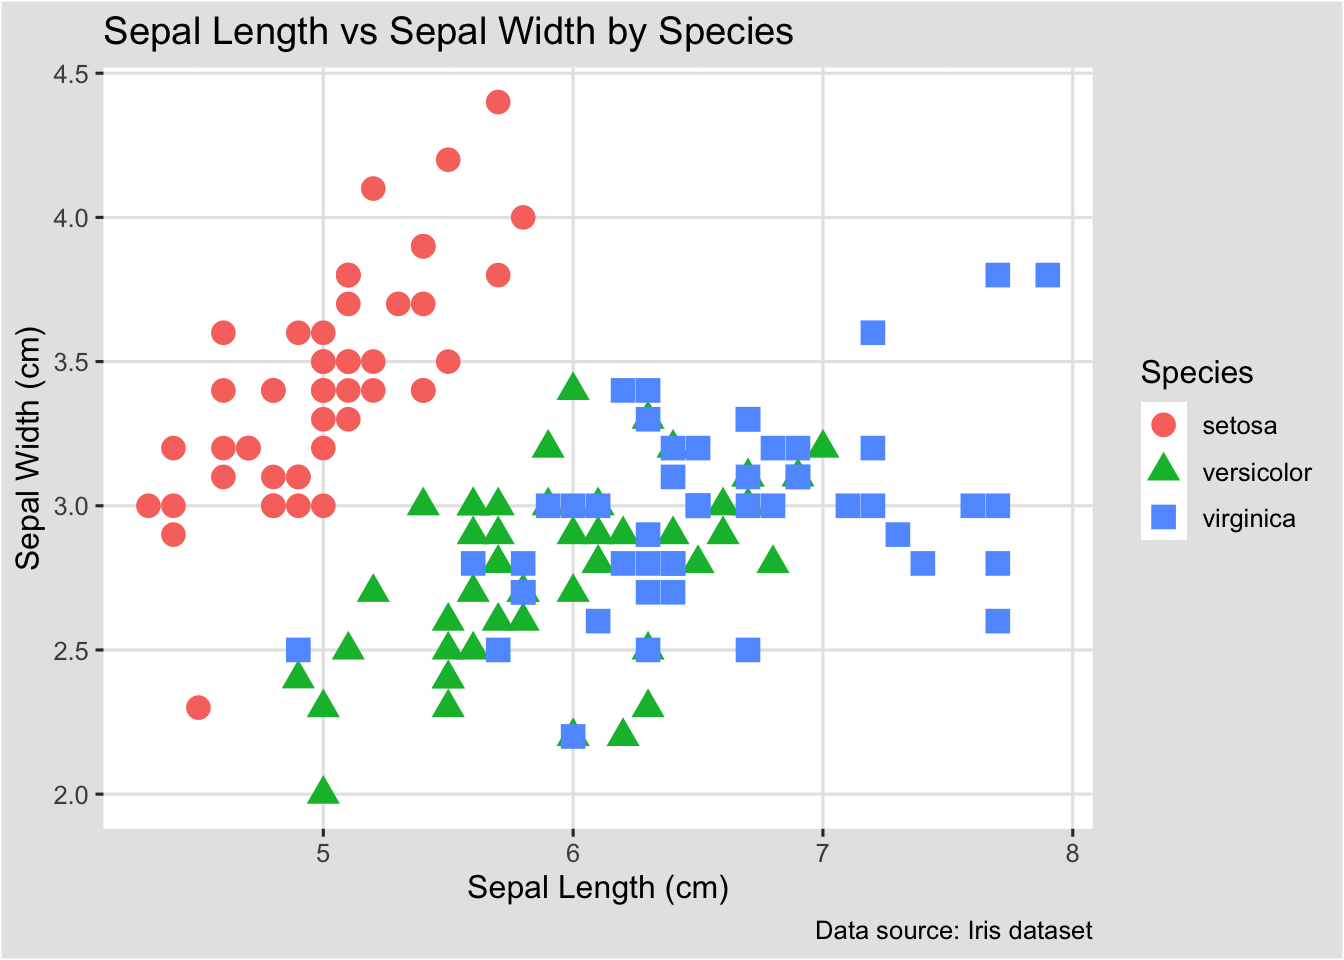 Sepal Length vs Sepal Width by Species
4.5
4.0
3.5
3.0
2.5
2.0
Sepal Width (cm)
5 6 7 8
Sepal Length (cm)
Species
setosa
versicolor
virginica
Data source: Iris dataset